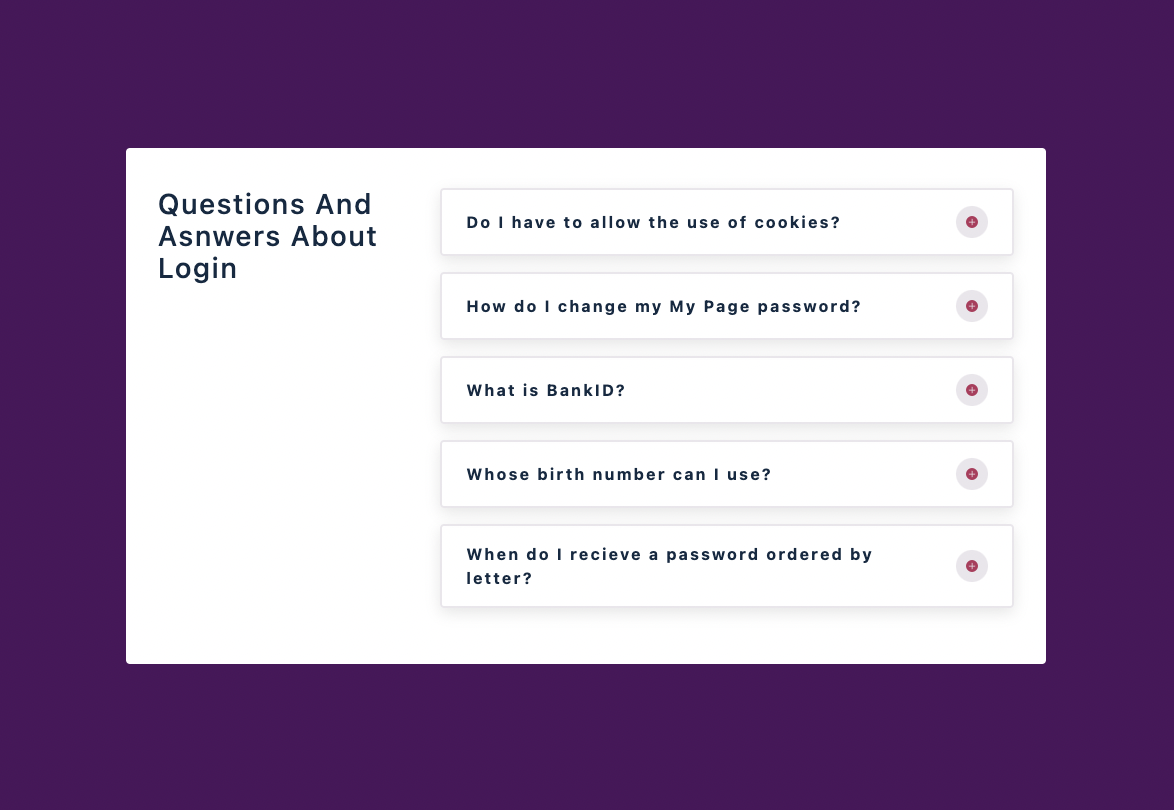 Questions And
Asnwers About
Login
Do I have to allow the use of cookies?
How do I change my My Page password?
What is BankID?
Whose birth number can I use?
When do I recieve a password ordered by
letter?